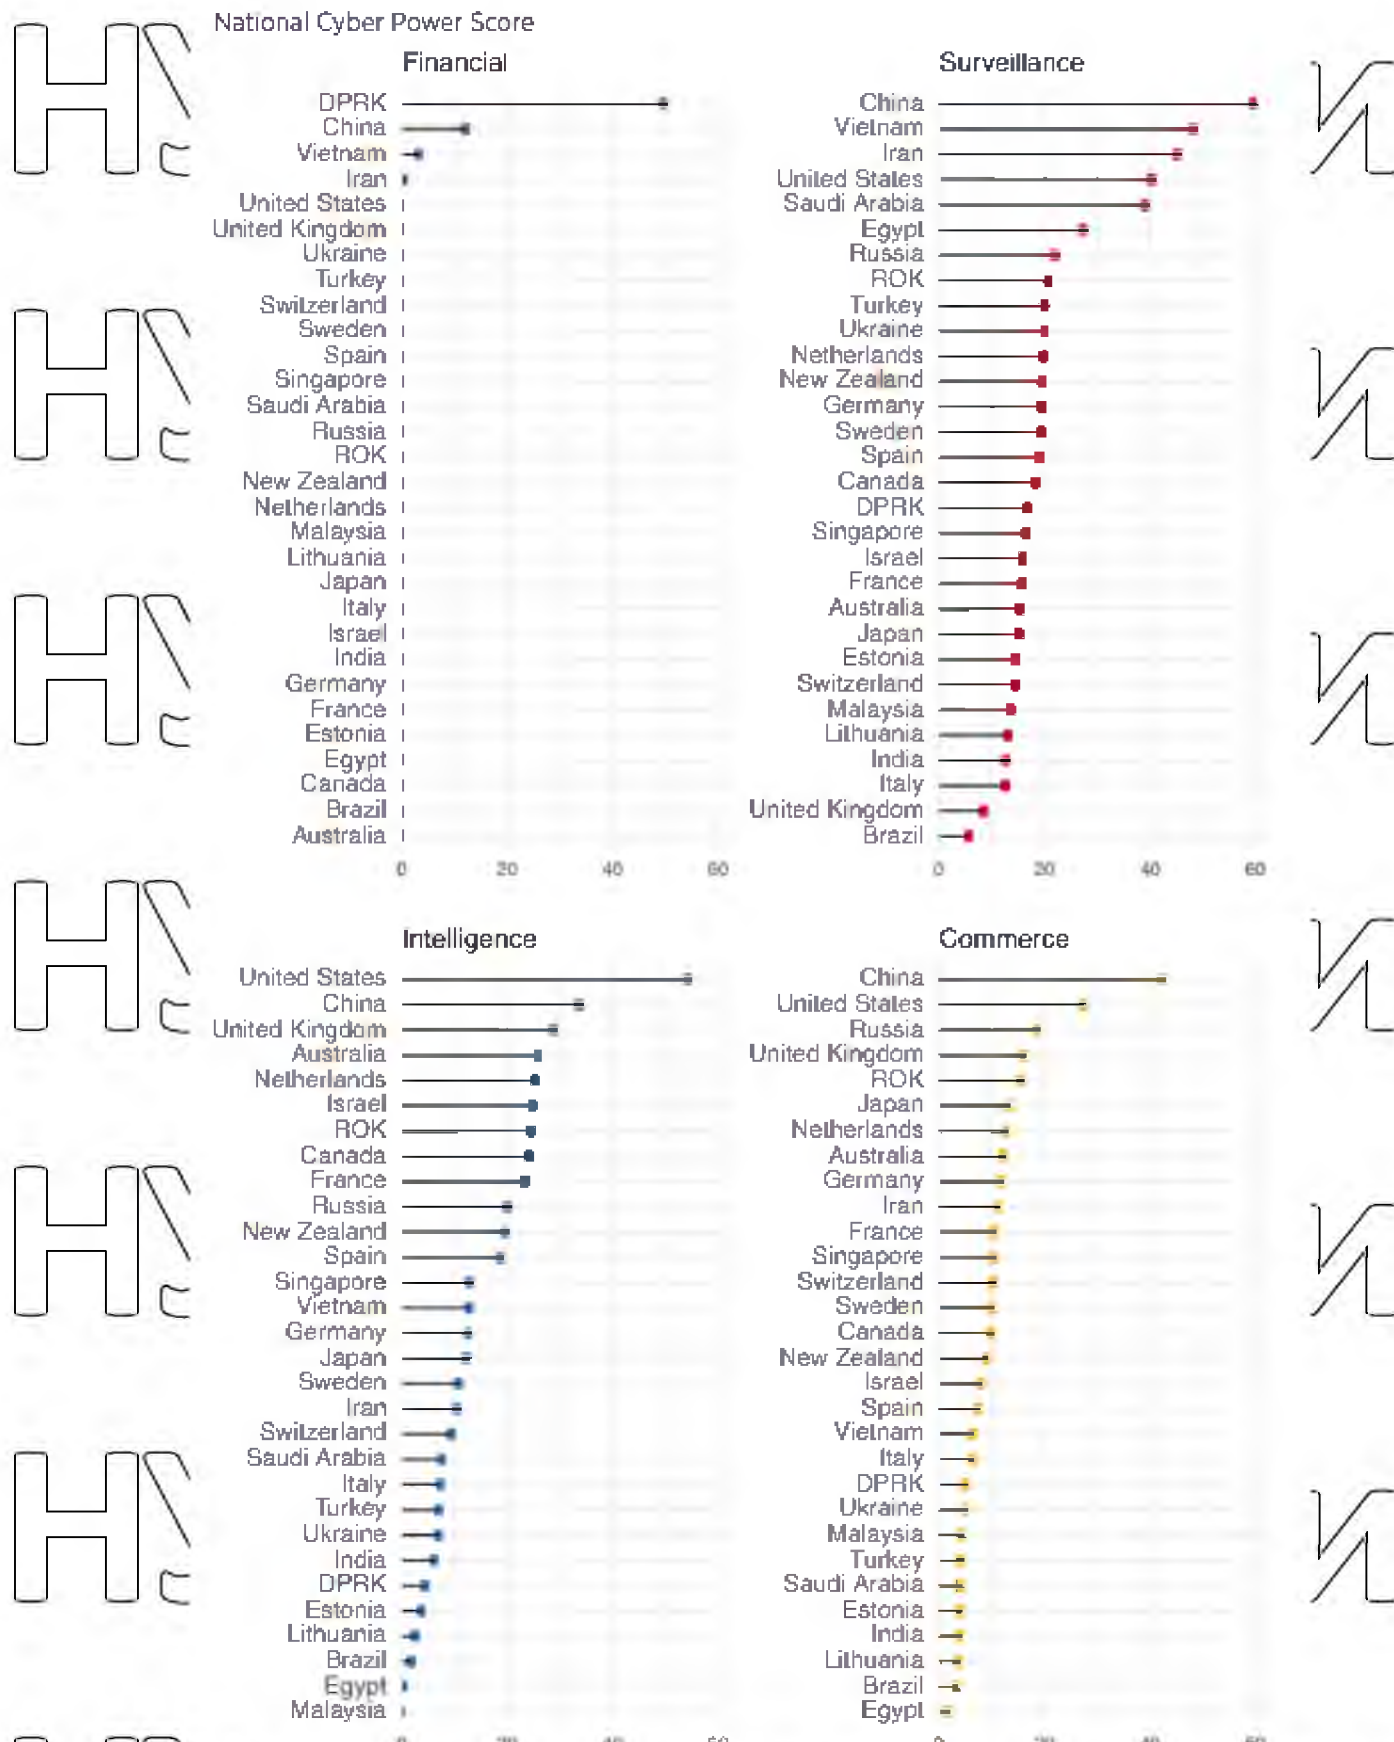 National Cyber Power Score
Financial
DPRK
China
Vietnam
Iran
United States
United Kingdom
Ukraine
Turkey
Switzerland
Sweden
Spain
Singapore
Saudi Arabia
Russia
ROK
New Zealand
Netherlands
Malaysia
Lithuania
Japan
Italy
Israel
India
Germany
France
Estonia
Egypt
Canada
Brazil
Australia
0 20 40 60
Surveillance
China
Vietnam
Iran
United States
Saudi Arabia
Egypt
Russia
ROK
Turkey
Ukraine
Netherlands
New Zealand
Germany
Sweden
Spain
Canada
DPRK
Singapore
Israel
France
Australia
Japan
Estonia
Switzerland
Malaysia
Lithuania
India
Italy
United Kingdom
Brazil
0 20 40 60
Intelligence
United States
China
United Kingdom
Australia
Netherlands
Israel
ROK
Canada
France
Russia
New Zealand
Spain
Singapore
Vietnam
Germany
Japan
Sweden
Iran
Switzerland
Saudi Arabia
Italy
Turkey
Ukraine
India
DPRK
Estonia
Lithuania
Brazil
Egypt
Malaysia
Commerce
China
United States
Russia
United Kingdom
ROK
Japan
Netherlands
Australia
Germany
Iran
France
Singapore
Switzerland
Sweden
Canada
New Zealand
Israel
Spain
Vietnam
Italy
DPRK
Ukraine
Malaysia
Turkey
Saudi Arabia
Estonia
India
Lithuania
Brazil
Egypt